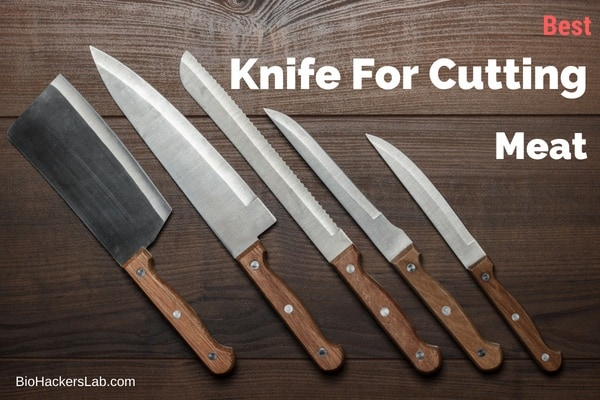 Best
Knife For Cutting
Meat
BioHackersLab.com